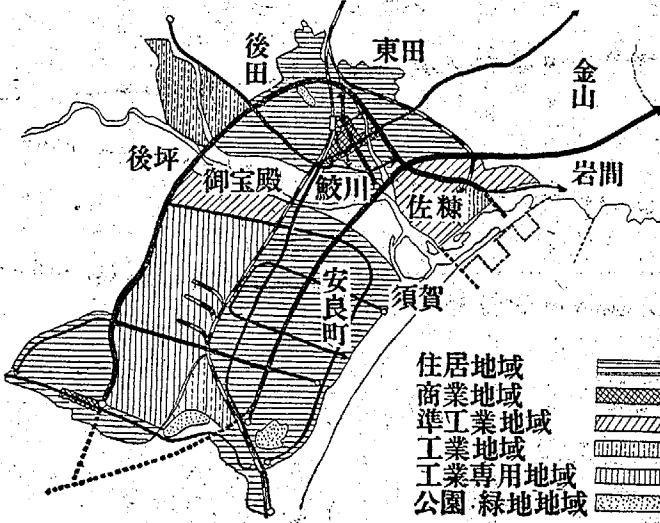 後田
東田
金山
後坪
御宝殿
鮫川
佐糠
岩間
安良町
須賀
住居地域
商業地域
準工業地域
工業地域
工業専用地域
公園・緑地地域